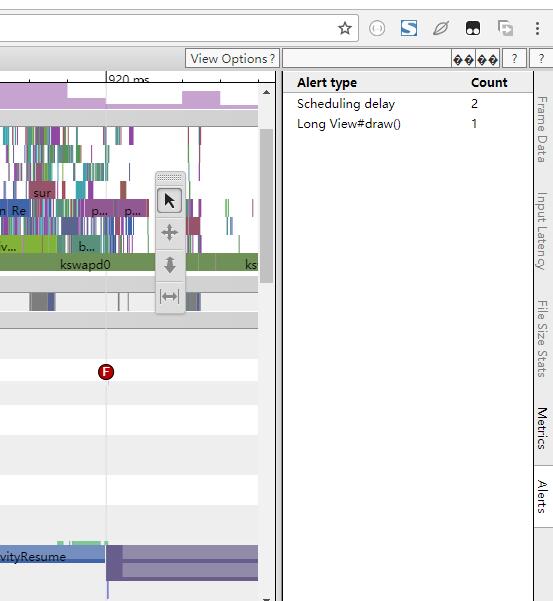 View Options ?
�� ��
?
?
920 ms
Alert type Count
Scheduling delay 2
Long View#draw() 1
sur
Re
p... p...
v... b...
kswapd0
ks
F
vityResume
Frame Data
Input Latency
File Size Stats
Metrics
Alerts